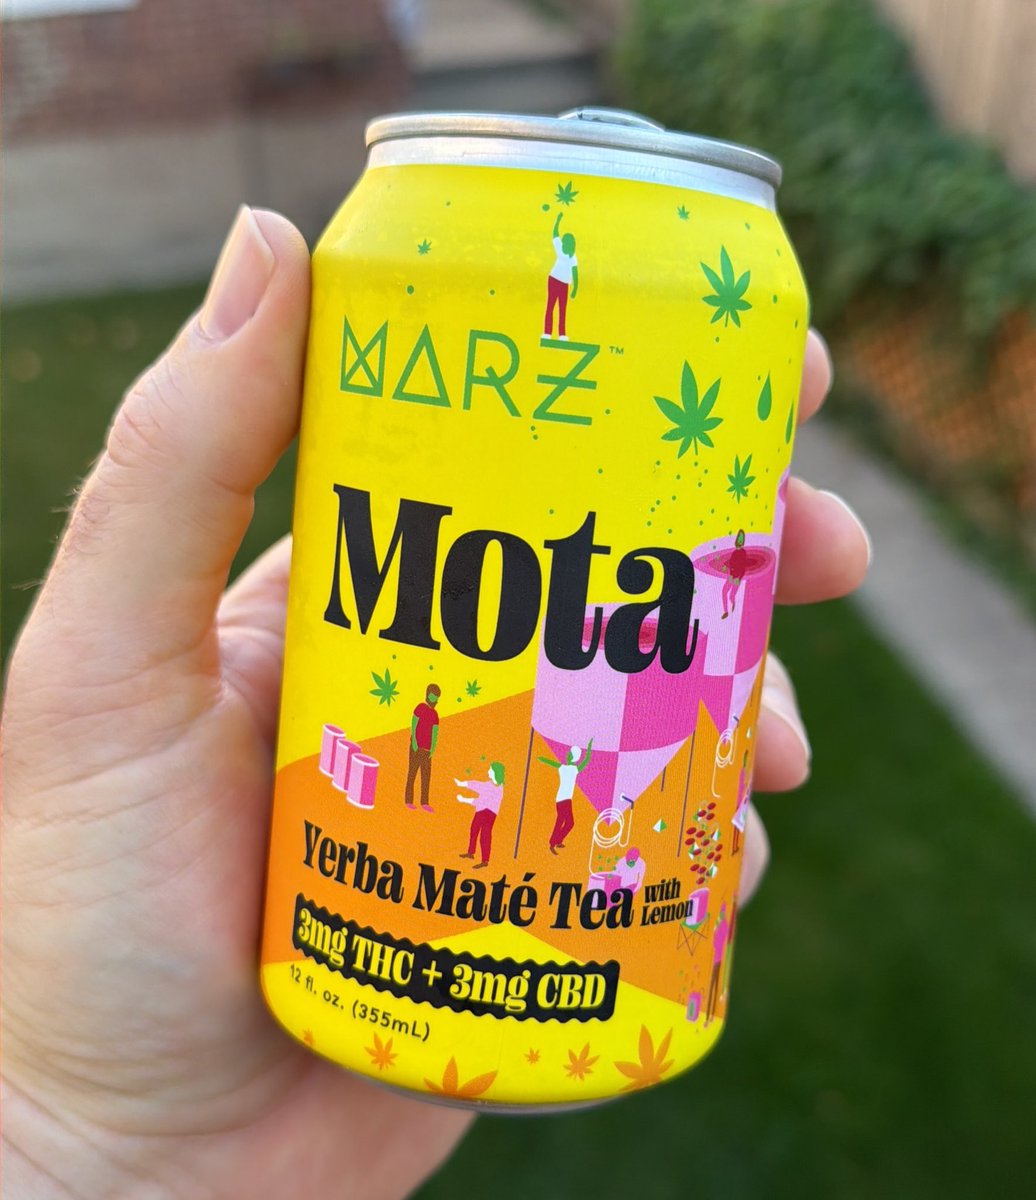 MARZ™
Mota
Yerba Maté Tea with
Lemon
3mg THC + 3mg CBD
12 fl. oz. (355mL)